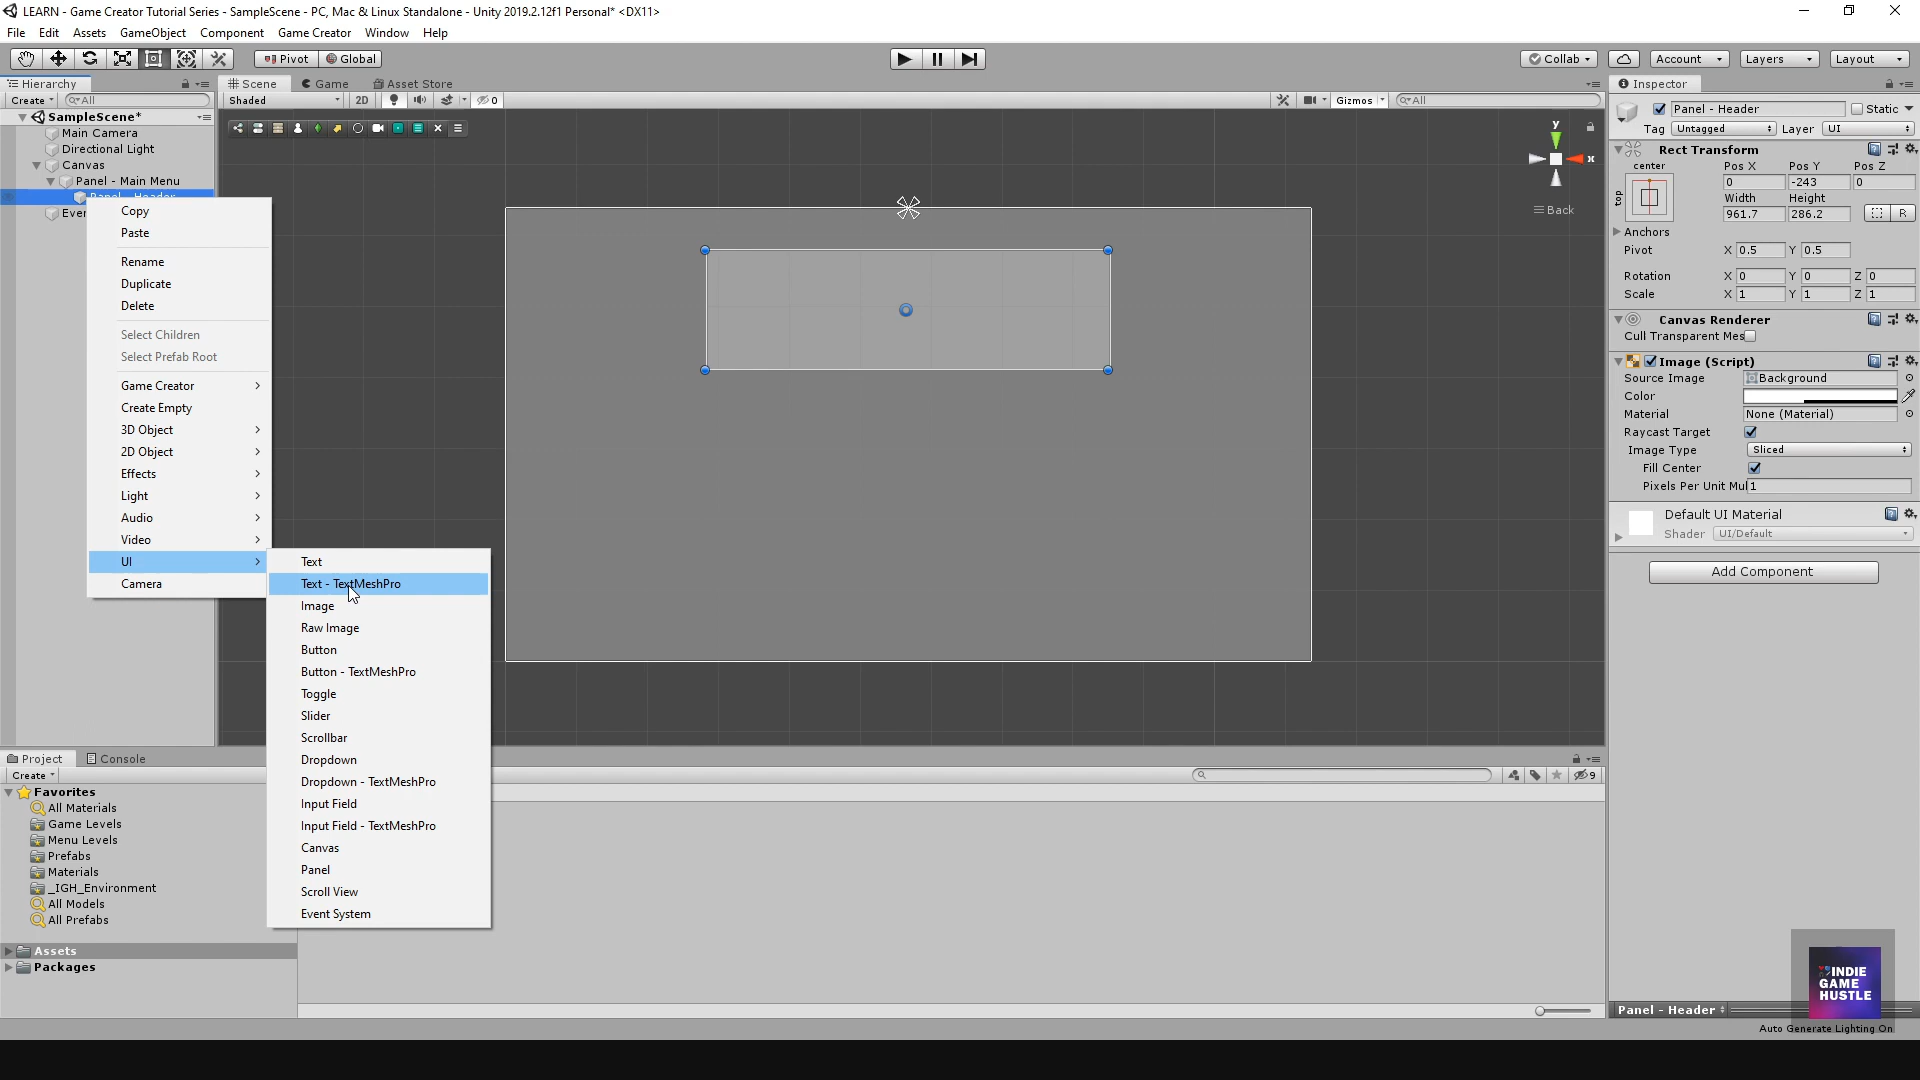 LEARN - Game Creator Tutorial Series - SampleScene - PC, Mac & Linux Standalone - Unity 2019.2.12f1 Personal* <DX11>
File Edit Assets GameObject Component Game Creator Window Help
Pivot Global Collab Account Layers Layout
Hierarchy Scene Game Asset Store Inspector
Create All Shaded 2D 0 Gizmos All
SampleScene*
Main Camera
Directional Light
Canvas
Panel - Main Menu
Panel - Header
Copy
Paste
Rename
Duplicate
Delete
Select Children
Select Prefab Root
Game Creator
Create Empty
3D Object
2D Object
Effects
Light
Audio
Video
UI
Camera
Text
Text - TextMeshPro
Image
Raw Image
Button
Button - TextMeshPro
Toggle
Slider
Scrollbar
Dropdown
Dropdown - TextMeshPro
Input Field
Input Field - TextMeshPro
Canvas
Panel
Scroll View
Event System
y
x
Back
Panel - Header Static
Tag Untagged Layer UI
Rect Transform
center Pos X Pos Y Pos Z
top 0 -243 0
Width Height
961.7 286.2 R
Anchors
Pivot X 0.5 Y 0.5
Rotation X 0 Y 0 Z 0
Scale X 1 Y 1 Z 1
Canvas Renderer
Cull Transparent Mes
Image (Script)
Source Image Background
Color
Material None (Material)
Raycast Target
Image Type Sliced
Fill Center
Pixels Per Unit Mul 1
Default UI Material
Shader UI/Default
Add Component
Project Console
Create 9
Favorites
All Materials
Game Levels
Menu Levels
Prefabs
Materials
_IGH_Environment
All Models
All Prefabs
Assets
Packages
INDIE
GAME
HUSTLE
Panel - Header
Auto Generate Lighting On